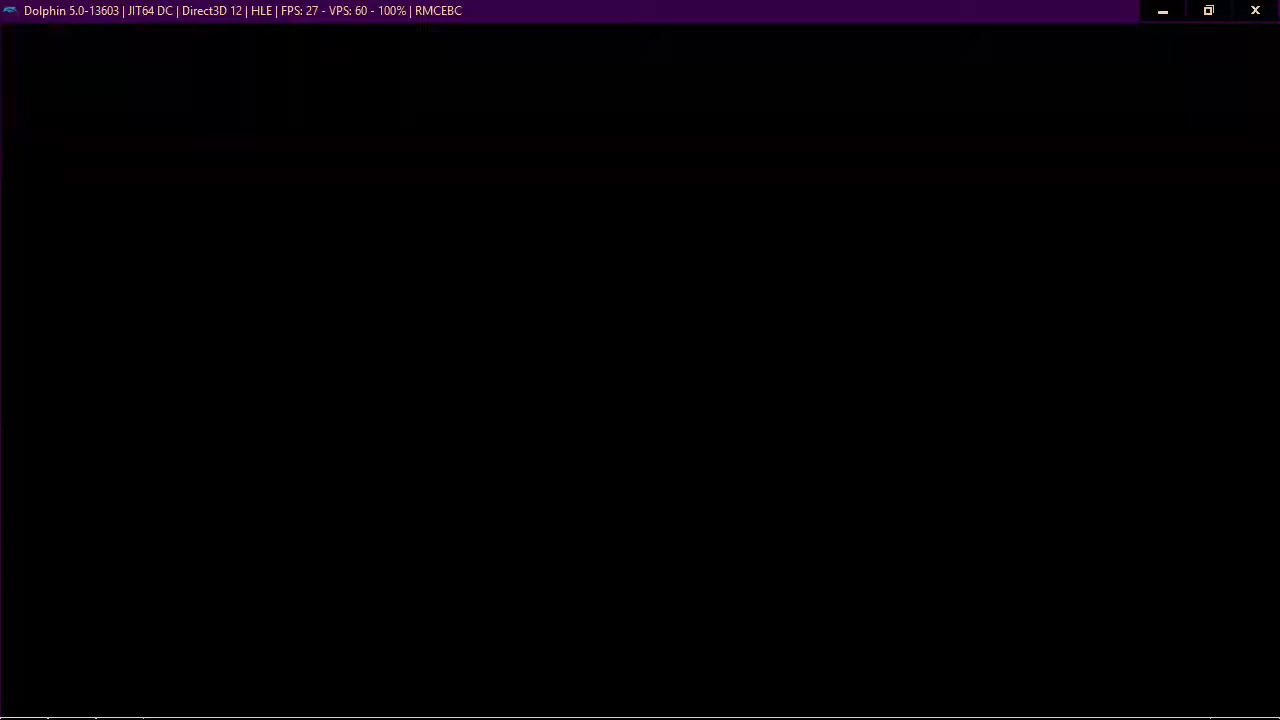 Dolphin 5.0-13603 | JIT64 DC | Direct3D 12 | HLE | FPS: 27 - VPS: 60 - 100% | RMCEBC